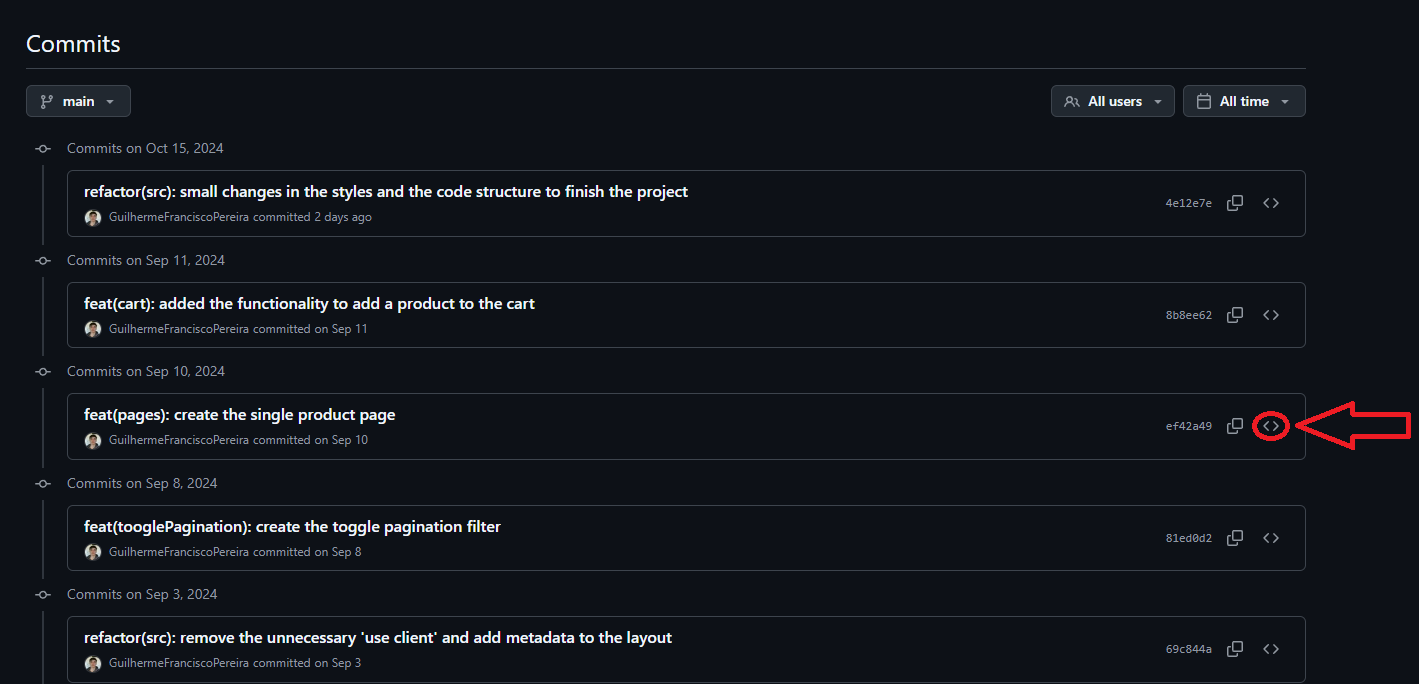 Commits
main
All users
All time
Commits on Oct 15, 2024
refactor(src): small changes in the styles and the code structure to finish the project
GuilhermeFranciscoPereira committed 2 days ago
4e12e7e
Commits on Sep 11, 2024
feat(cart): added the functionality to add a product to the cart
GuilhermeFranciscoPereira committed on Sep 11
8b8ee62
Commits on Sep 10, 2024
feat(pages): create the single product page
GuilhermeFranciscoPereira committed on Sep 10
ef42a49
Commits on Sep 8, 2024
feat(tooglePagination): create the toggle pagination filter
GuilhermeFranciscoPereira committed on Sep 8
81ed0d2
Commits on Sep 3, 2024
refactor(src): remove the unnecessary 'use client' and add metadata to the layout
GuilhermeFranciscoPereira committed on Sep 3
69c844a